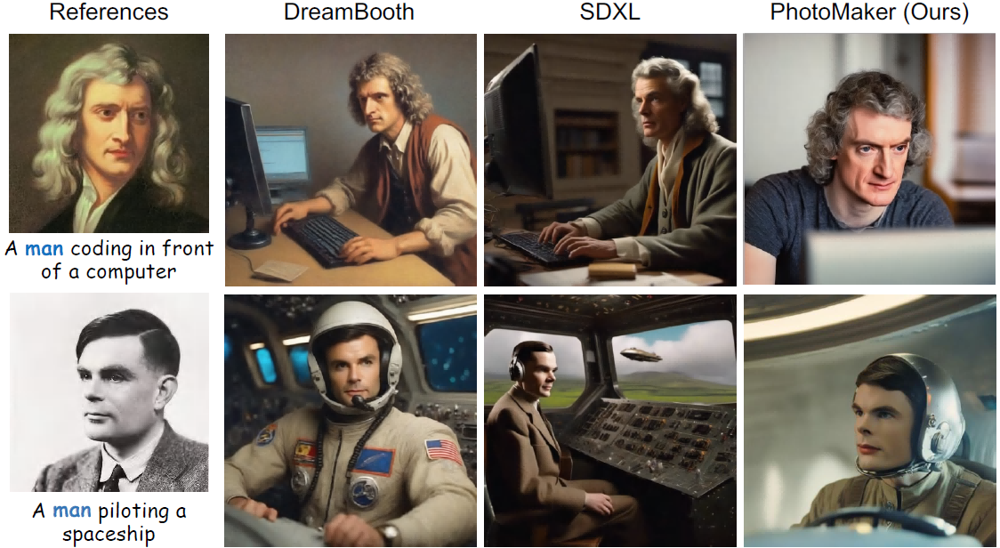 References
DreamBooth
SDXL
PhotoMaker (Ours)
A man coding in front
of a computer
A man piloting a
spaceship